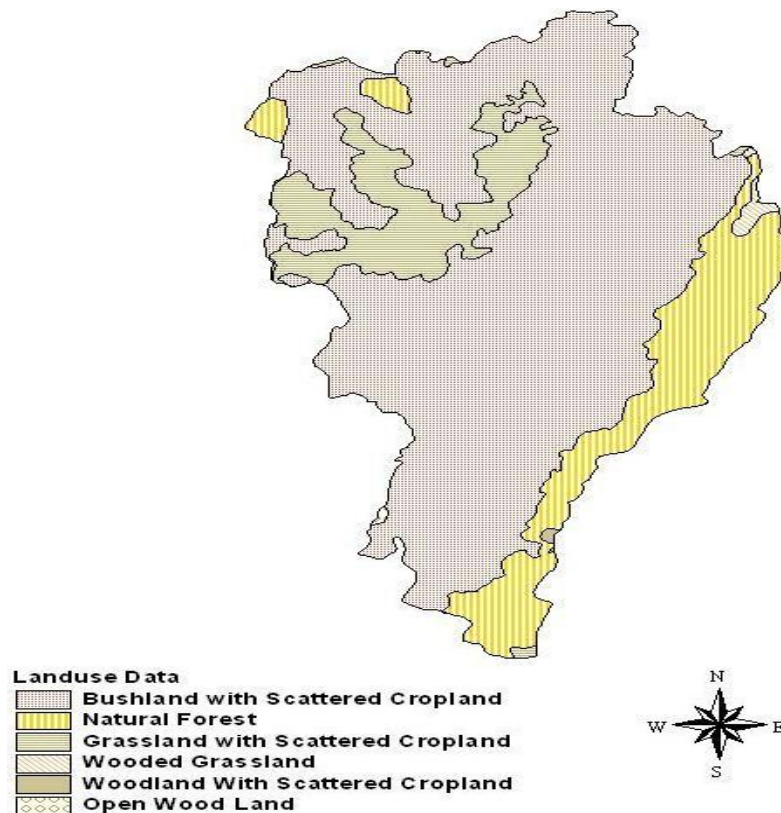 Landuse Data
Bushland with Scattered Cropland
Natural Forest
Grassland with Scattered Cropland
Wooded Grassland
Woodland With Scattered Cropland
Open Wood Land
N
W E
S